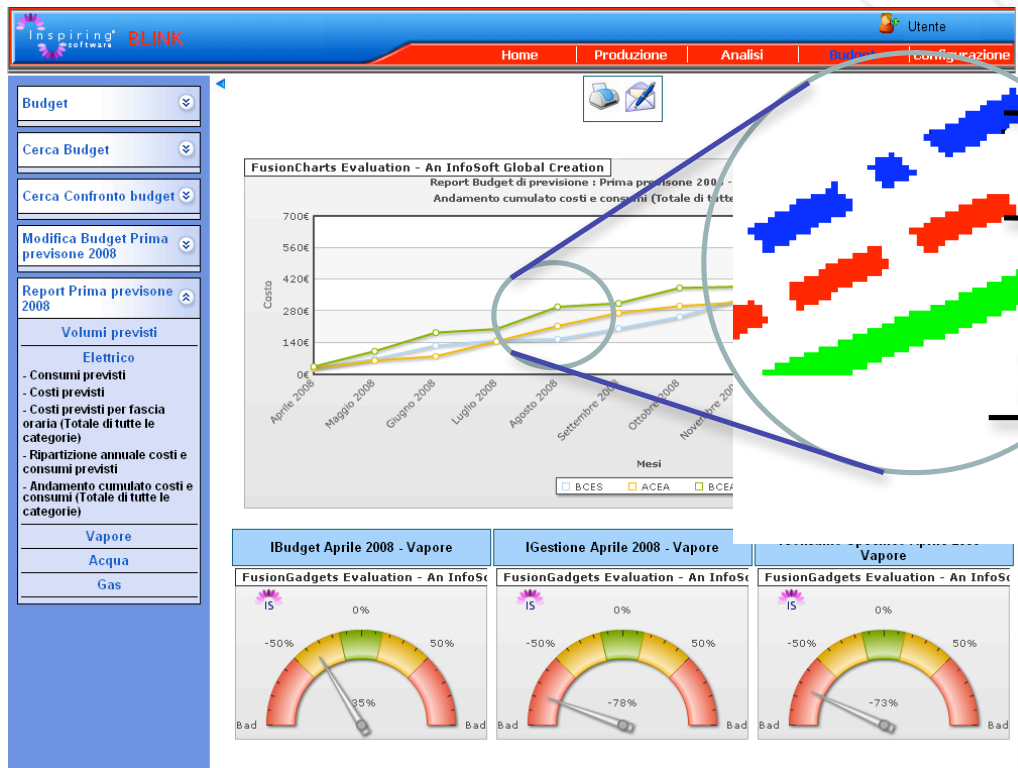 Inspiring®
software
BLINK
Utente
Home
Produzione
Analisi
Budget
Configurazione
Budget
Cerca Budget
Cerca Confronto budget
Modifica Budget Prima
previsone 2008
Report Prima previsone
2008
Volumi previsti
Elettrico
- Consumi previsti
- Costi previsti
- Costi previsti per fascia
oraria (Totale di tutte le
categorie)
- Ripartizione annuale costi e
consumi previsti
- Andamento cumulato costi e
consumi (Totale di tutte le
categorie)
Vapore
Acqua
Gas
FusionCharts Evaluation - An InfoSoft Global Creation
Report Budget di previsione : Prima previsone 2008 -
Andamento cumulato costi e consumi (Totale di tutte
700€
560€
420€
280€
140€
0€
Costo
Aprile 2008
Maggio 2008
Giugno 2008
Luglio 2008
Agosto 2008
Settembre 2008
Ottobre 2008
Novembre 200
Mesi
BCES
ACEA
BCEA
IBudget Aprile 2008 - Vapore
IGestione Aprile 2008 - Vapore
Vapore
FusionGadgets Evaluation - An InfoSo
FusionGadgets Evaluation - An InfoSo
FusionGadgets Evaluation - An InfoSo
IS
0%
-50%
50%
-35%
Bad
Bad
IS
0%
-50%
50%
-78%
Bad
Bad
IS
0%
-50%
50%
-73%
Bad
Bad